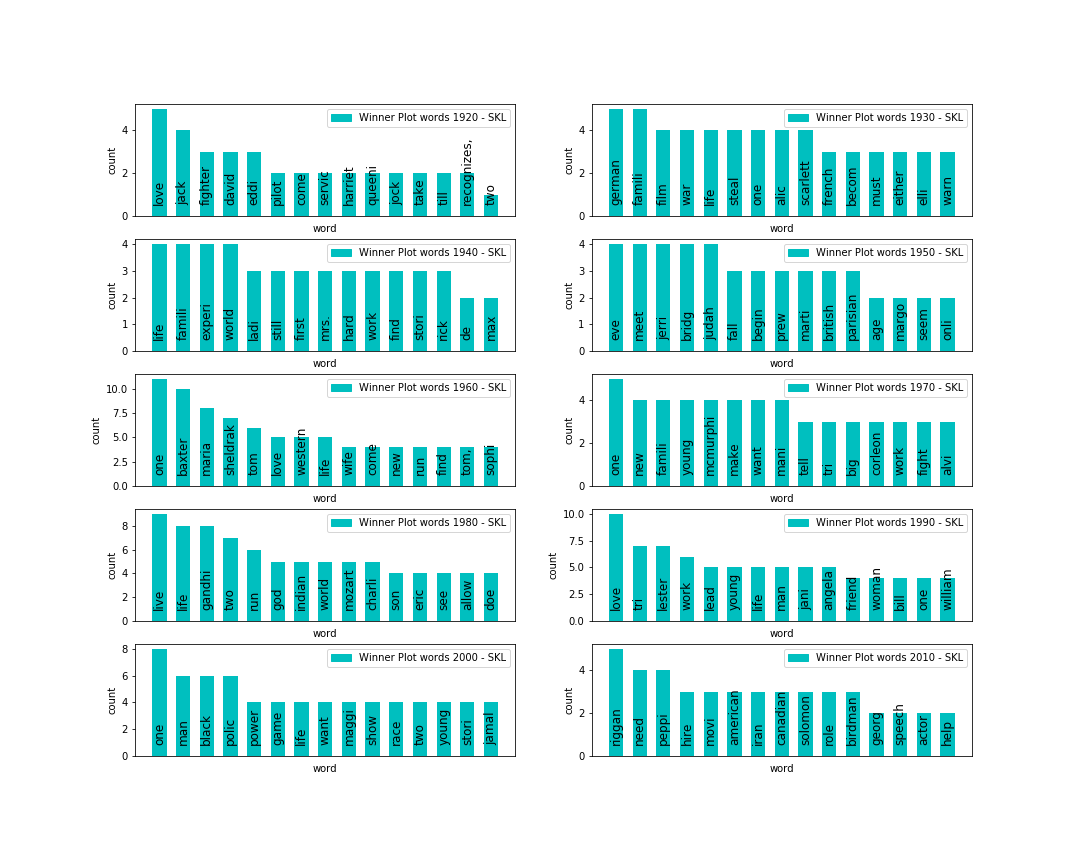 Winner Plot words 1920 - SKL
count
4
2
0
love jack fighter david eddi pilot come servic harriet queeni jock take till recognizes, two
word
Winner Plot words 1930 - SKL
count
4
2
0
german famili film war life steal one alic scarlett french becom must either elli warn
word
Winner Plot words 1940 - SKL
count
4
3
2
1
0
life famili experi world ladi still first mrs. hard work find stori rick de max
word
Winner Plot words 1950 - SKL
count
4
3
2
1
0
eve meet jerri bridg judah fall begin prew marti british parisian age margo seem onli
word
Winner Plot words 1960 - SKL
count
10.0
7.5
5.0
2.5
0.0
one baxter maria sheldrak tom love western life wife come new run find tom, sophi
word
Winner Plot words 1970 - SKL
count
4
2
0
one new famili young mcmurphi make want mani tell tri big corleon work fight alvi
word
Winner Plot words 1980 - SKL
count
8
6
4
2
0
live life gandhi two run god indian world mozart charli son eric see allow doe
word
Winner Plot words 1990 - SKL
count
10.0
7.5
5.0
2.5
0.0
love tri lester work lead young life man jani angela friend woman bill one william
word
Winner Plot words 2000 - SKL
count
8
6
4
2
0
one man black polic power game life want maggi show race two young stori jamal
word
Winner Plot words 2010 - SKL
count
4
2
0
riggan need peppi hire movi american iran canadian solomon role birdman georg speech actor help
word